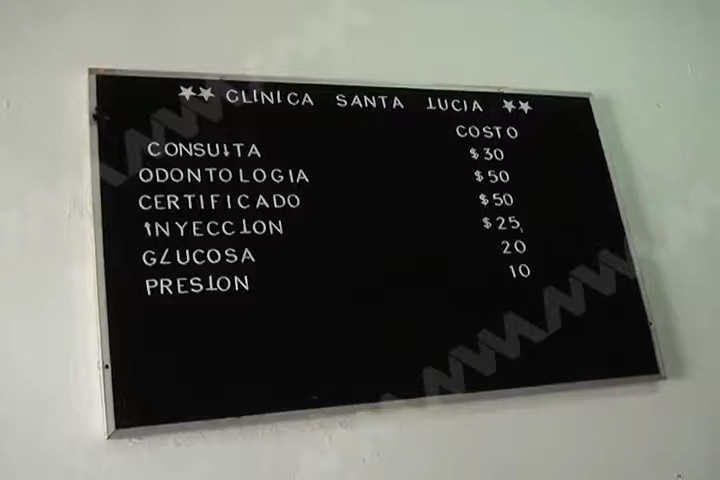 ★★ CLINICA SANTA LUCIA ★★
COSTO
CONSULTA $30
ODONTOLOGIA $50
CERTIFICADO $50
INYECCION $25,
GLUCOSA 20
PRESION 10